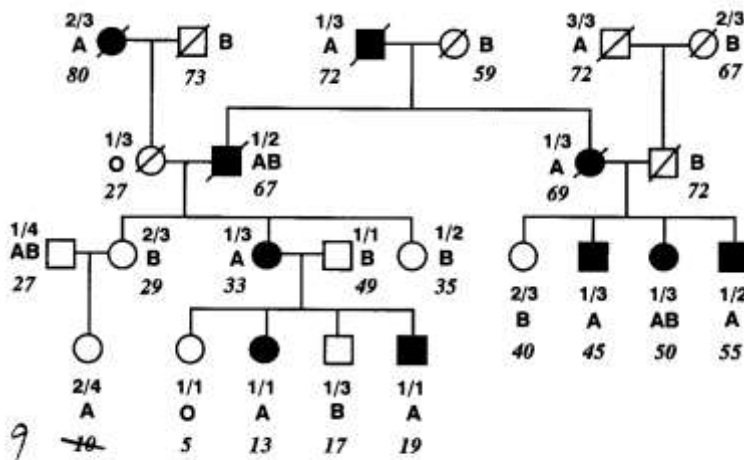 2/3 A 80
B 73
1/3 A 72
B 59
3/3 A 72
2/3 B 67
1/3 O 27
1/2 AB 67
1/3 A 69
B 72
1/4 AB 27
2/3 B 29
1/3 A 33
1/1 B 49
1/2 B 35
2/3 B 40
1/3 A 45
1/3 AB 50
1/2 A 55
2/4 A 10
9
1/1 O 5
1/1 A 13
1/3 B 17
1/1 A 19